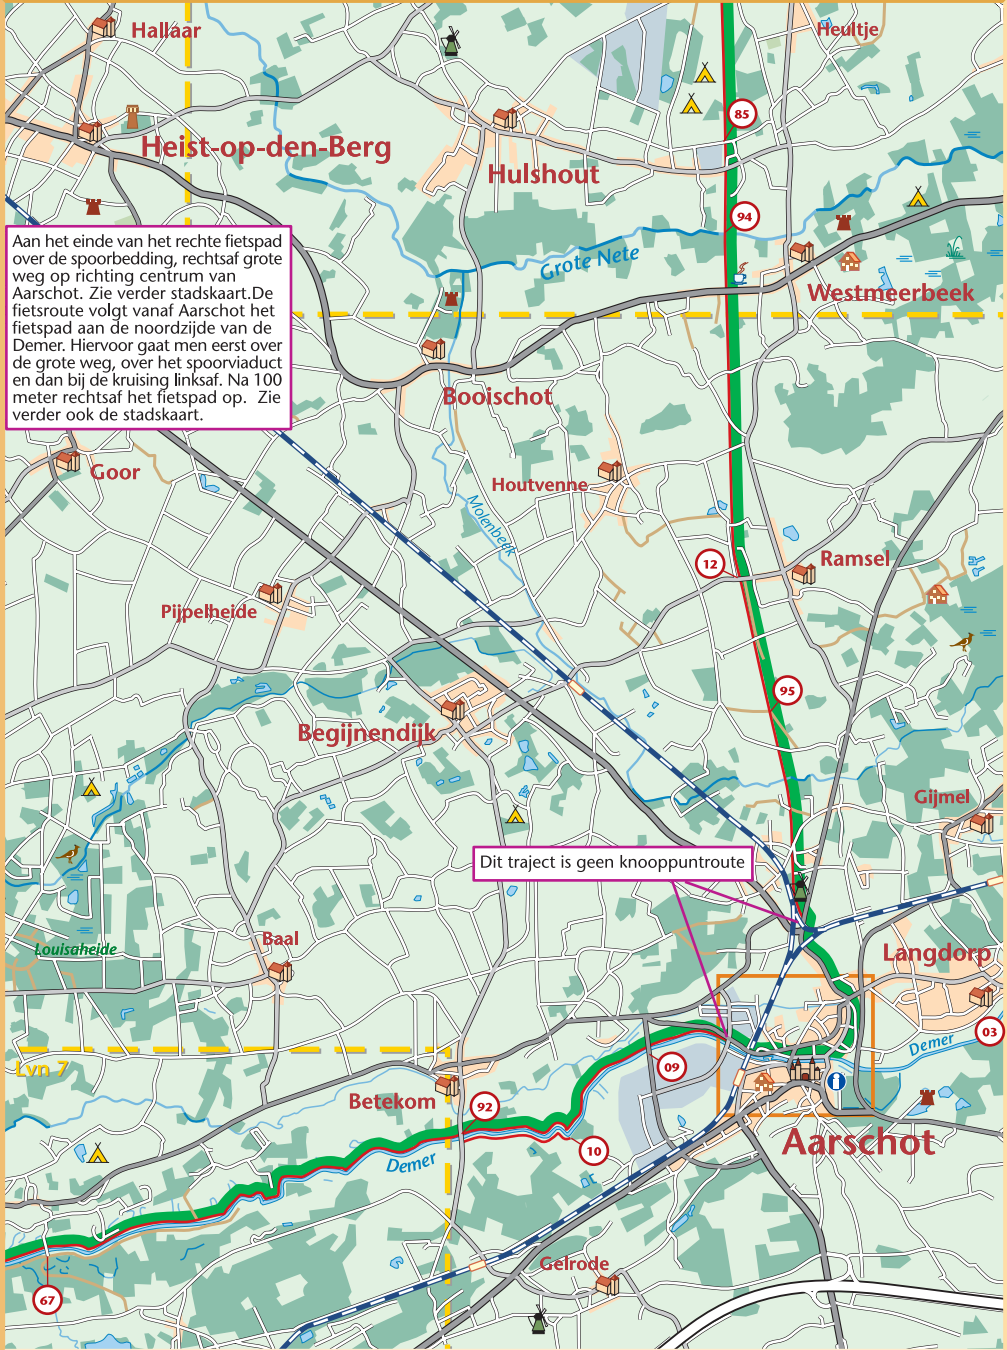 Hallaar
Heultje
85
Heist-op-den-Berg
Hulshout
94
Aan het einde van het rechte fietspad
over de spoorbedding, rechtsaf grote
weg op richting centrum van
Aarschot. Zie verder stadskaart.De
fietsroute volgt vanaf Aarschot het
fietspad aan de noordzijde van de
Demer. Hiervoor gaat men eerst over
de grote weg, over het spoorviaduct
en dan bij de kruising linksaf. Na 100
meter rechtsaf het fietspad op. Zie
verder ook de stadskaart.
Grote Nete
Westmeerbeek
Booischot
Goor
Houtvenne
Molenbeek
12
Ramsel
Pijpelheide
95
Begijnendijk
Gijmel
Dit traject is geen knooppuntroute
Baal
Louisaheide
Langdorp
03
Demer
Lvn 7
09
Betekom
92
Aarschot
10
Demer
Gelrode
67